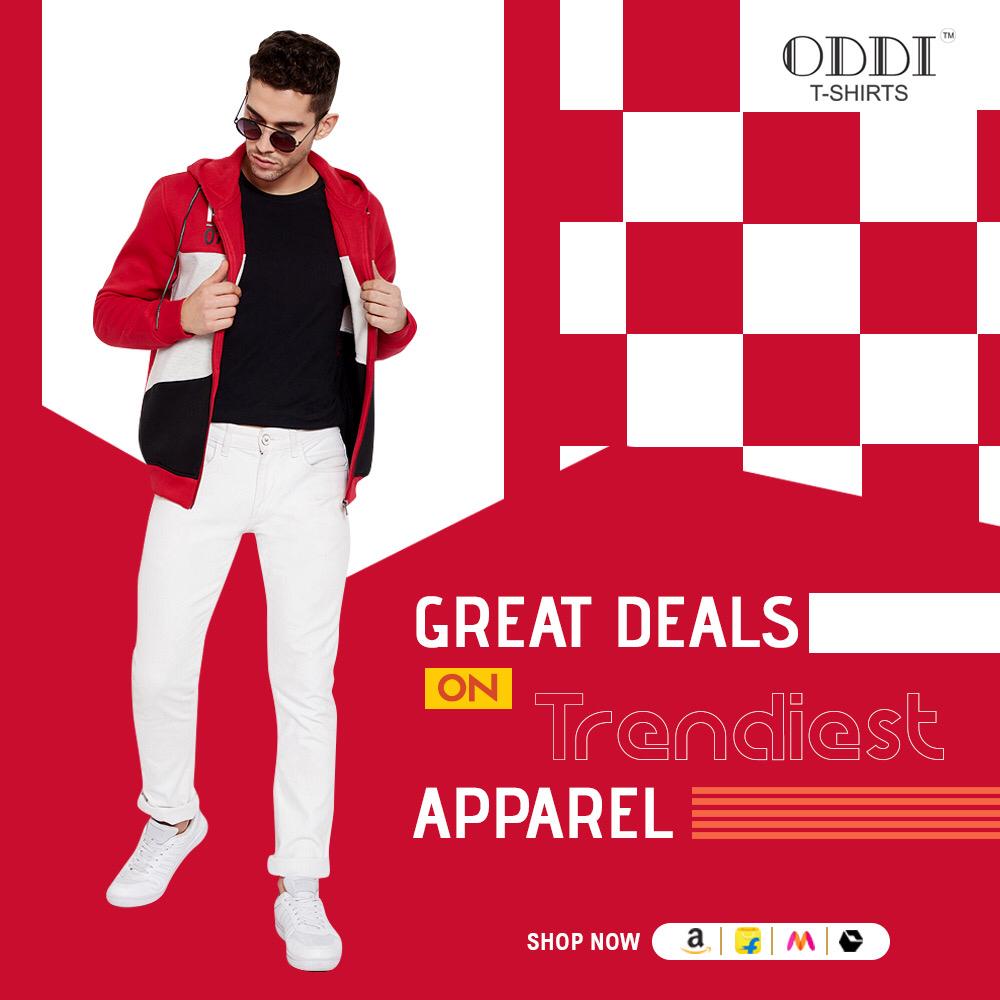 ODDI™
T-SHIRTS
GREAT DEALS
ON
Trendiest
APPAREL
SHOP NOW